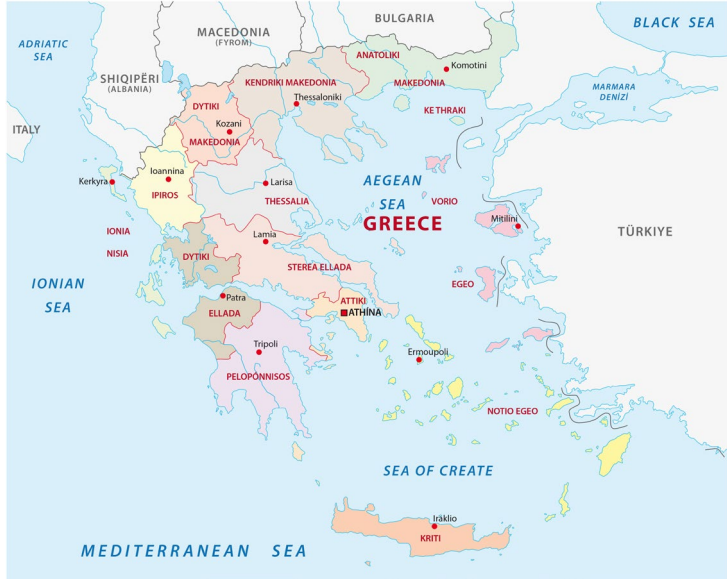 BULGARIA
BLACK SEA
MACEDONIA
(FYROM)
ADRIATIC
SEA
ANATOLIKI
Komotini
SHIQIPËRI
(ALBANIA)
KENDRIKI MAKEDONIA
MAKEDONIA
MARMARA
DENİZİ
DYTIKI
Thessaloniki
KE THRAKI
ITALY
Kozani
MAKEDONIA
Ioannina
Kerkyra
IPIROS
Larisa
THESSALIA
AEGEAN
SEA
VORIO
GREECE
Mitilini
TÜRKIYE
IONIA
NISIA
Lamia
DYTIKI
STEREA ELLADA
IONIAN
SEA
EGEO
Patra
ELLADA
ATTIKI
ATHÍNA
Tripoli
Ermoupoli
PELOPÓNNISOS
NOTIO EGEO
SEA OF CREATE
Iráklio
KRITI
MEDITERRANEAN SEA